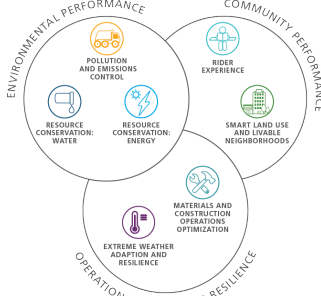 ENVIRONMENTAL PERFORMANCE
COMMUNITY PERFORMANCE
POLLUTION
AND EMISSIONS
CONTROL
RESOURCE
CONSERVATION:
WATER
RESOURCE
CONSERVATION:
ENERGY
RIDER
EXPERIENCE
SMART LAND USE
AND LIVABLE
NEIGHBORHOODS
MATERIALS AND
CONSTRUCTION
OPERATIONS
OPTIMIZATION
EXTREME WEATHER
ADAPTION AND
RESILIENCE
RESILIENCE